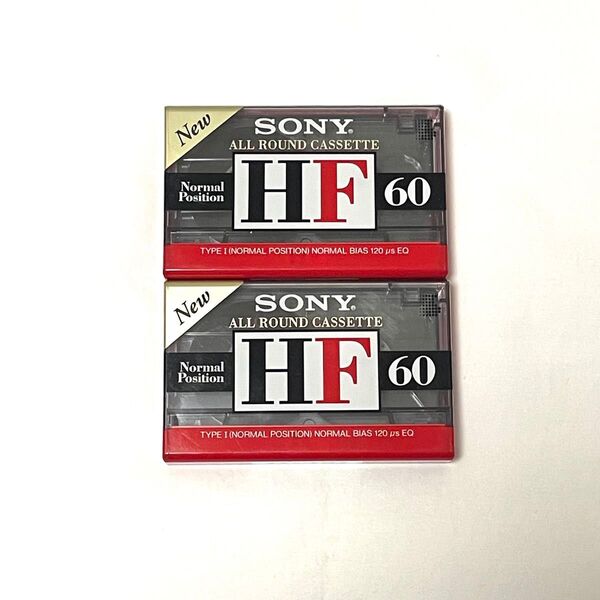 New
SONY®
ALL ROUND CASSETTE
Normal
Position
HF
60
TYPE I (NORMAL POSITION) NORMAL BIAS 120 µs EQ
New
SONY®
ALL ROUND CASSETTE
Normal
Position
HF
60
TYPE I (NORMAL POSITION) NORMAL BIAS 120 µs EQ